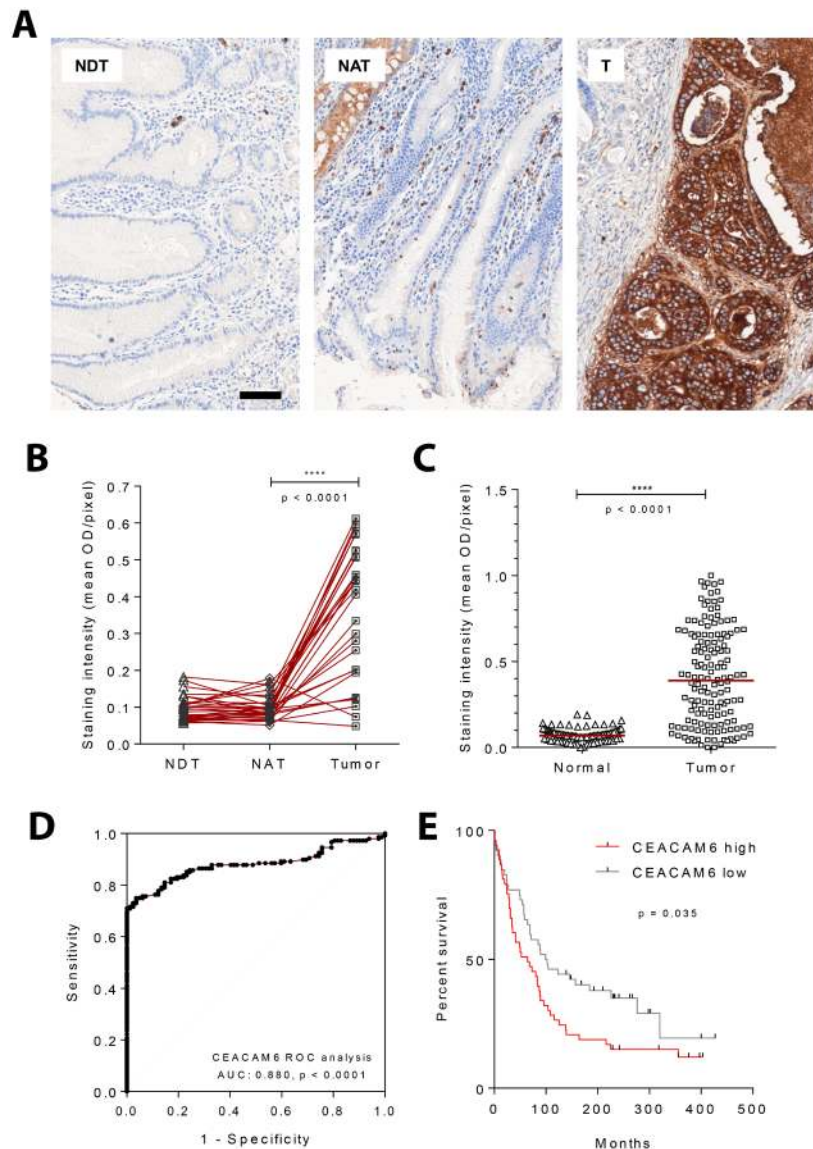 A
NDT
NAT
T
B
Staining intensity (mean OD/pixel)
0.7
0.6
0.5
0.4
0.3
0.2
0.1
0.0
****
p < 0.0001
NDT
NAT
Tumor
C
Staining intensity (mean OD/pixel)
1.5
1.0
0.5
0.0
****
p < 0.0001
Normal
Tumor
D
Sensitivity
1.0
0.8
0.6
0.4
0.2
0.0
CEACAM6 ROC analysis
AUC: 0.880, p < 0.0001
0.0 0.2 0.4 0.6 0.8 1.0
1 - Specificity
E
Percent survival
100
50
0
CEACAM6 high
CEACAM6 low
p = 0.035
0 100 200 300 400 500
Months